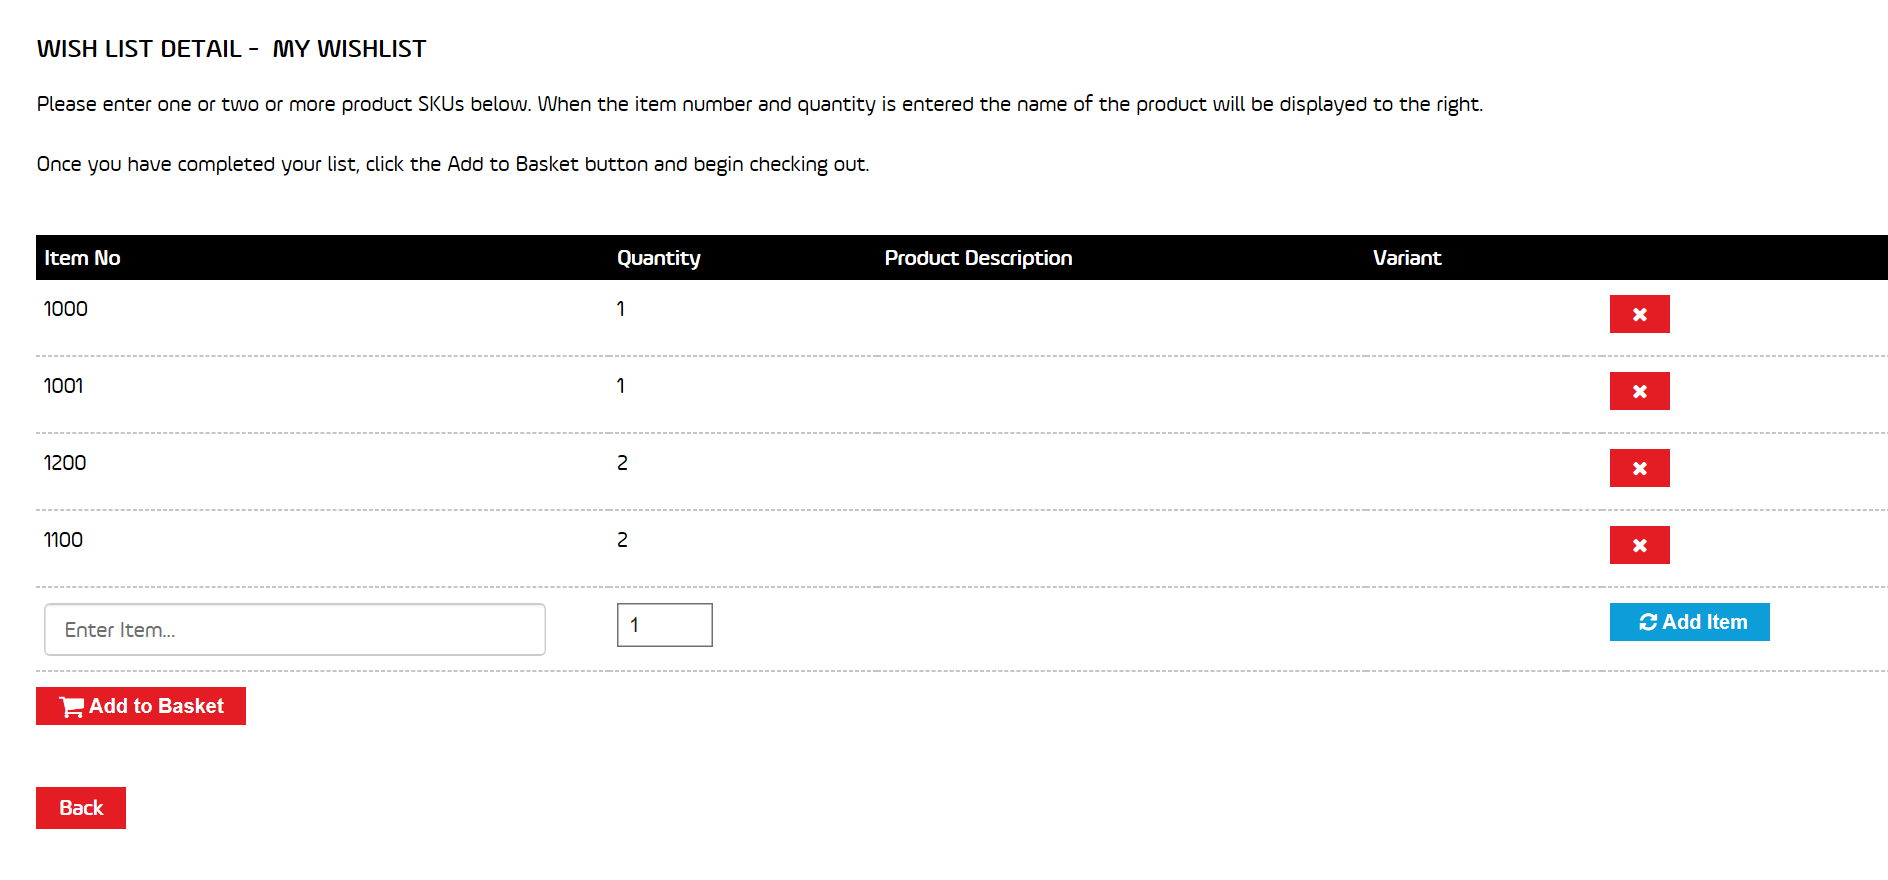 WISH LIST DETAIL - MY WISHLIST
Please enter one or two or more product SKUs below. When the item number and quantity is entered the name of the product will be displayed to the right.
Once you have completed your list, click the Add to Basket button and begin checking out.
Item No Quantity Product Description Variant
1000 1
1001 1
1200 2
1100 2
Enter Item... 1 Add Item
Add to Basket
Back